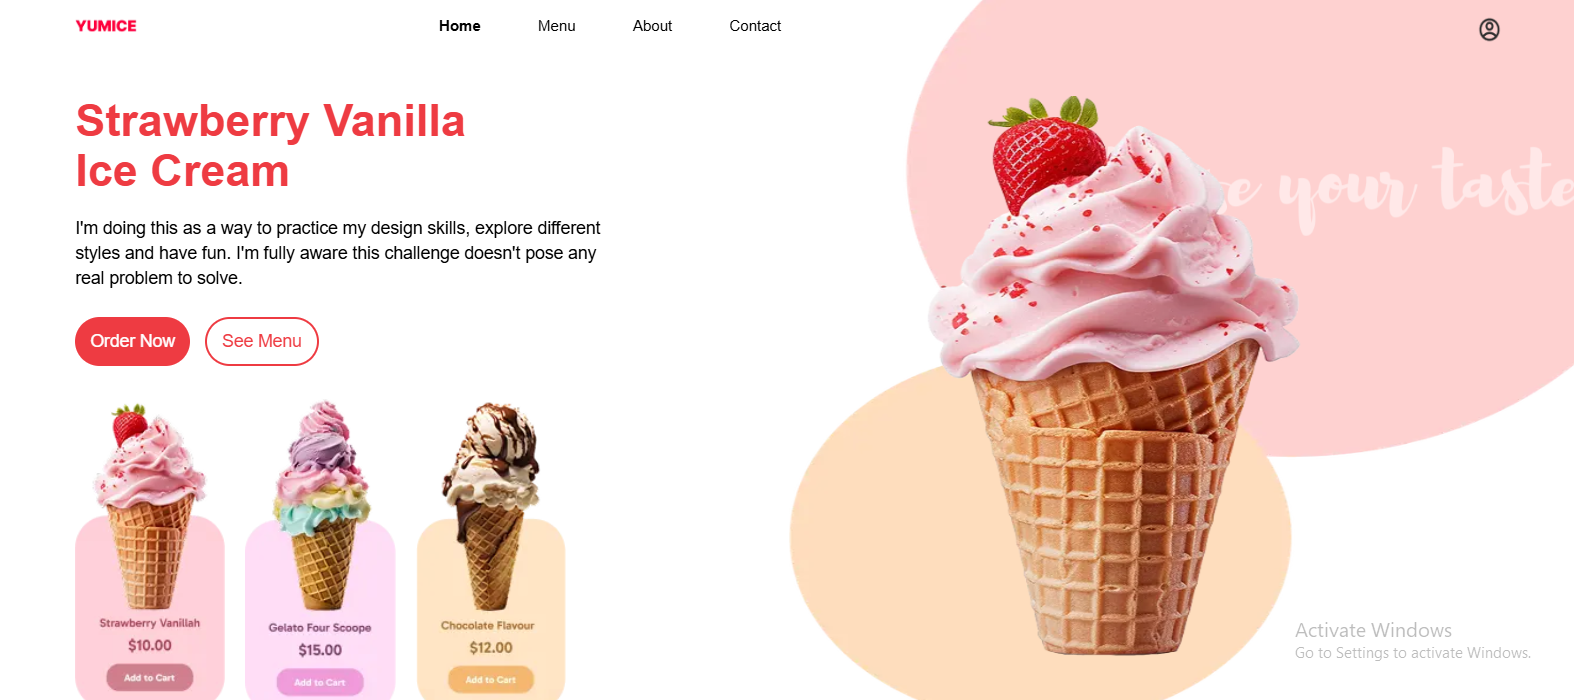 YUMICE
Home
Menu
About
Contact
Strawberry Vanilla
Ice Cream
your taste
I'm doing this as a way to practice my design skills, explore different
styles and have fun. I'm fully aware this challenge doesn't pose any
real problem to solve.
Order Now
See Menu
Strawberry Vanillah
$10.00
Add to Cart
Gelato Four Scoope
$15.00
Add to Cart
Chocolate Flavour
$12.00
Add to Cart
Activate Windows
Go to Settings to activate Windows.